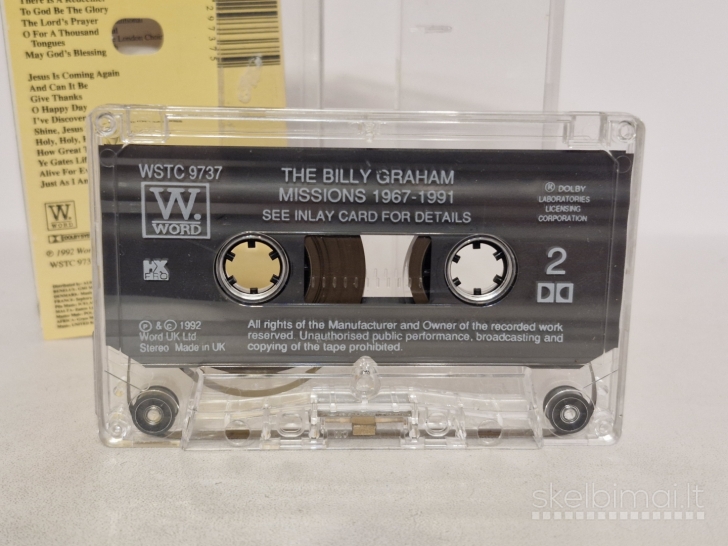 To God Be The Glory
The Lord's Prayer
O For A Thousand
Tongues
May God's Blessing
Jesus Is Coming Again
And Can It Be
Give Thanks
O Happy Day
I've Discover
Shine, Jesus
Holy, Holy, H
How Great T
Ye Gates Lif
Alive For E
Just As I A
W.
WORD
℗ 1992 Word
WSTC 973
WSTC 9737
W.
WORD
THE BILLY GRAHAM
MISSIONS 1967-1991
SEE INLAY CARD FOR DETAILS
® DOLBY
LABORATORIES
LICENSING
CORPORATION
HX
PRO
2
℗ & © 1992
Word UK Ltd
Stereo Made in UK
All rights of the Manufacturer and Owner of the recorded work
reserved. Unauthorised public performance, broadcasting and
copying of the tape prohibited.
skelbimai.lt